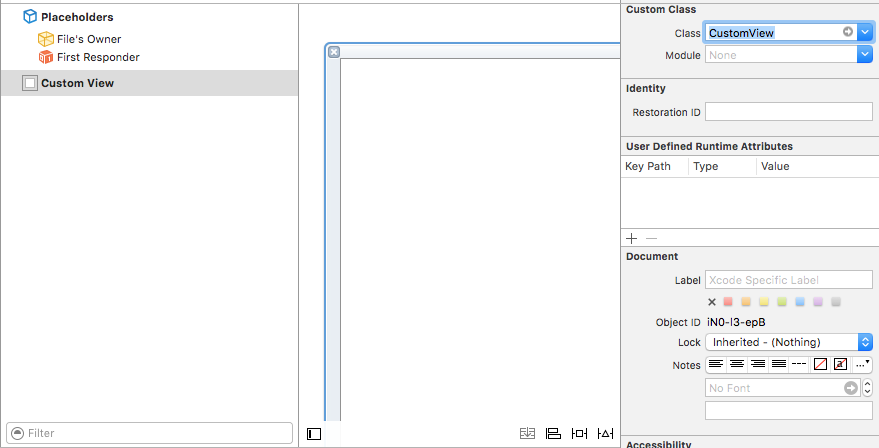 Placeholders
File's Owner
First Responder
Custom View
Filter
Custom Class
Class CustomView
Module None
Identity
Restoration ID
User Defined Runtime Attributes
Key Path Type Value
Document
Label Xcode Specific Label
Object ID iN0-I3-epB
Lock Inherited - (Nothing)
Notes
No Font
Accessibility